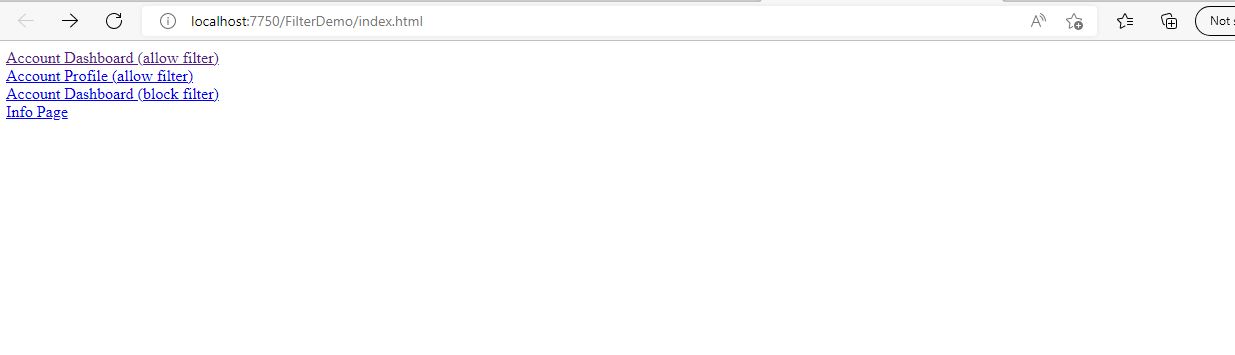 localhost:7750/FilterDemo/index.html
Not
Account Dashboard (allow filter)
Account Profile (allow filter)
Account Dashboard (block filter)
Info Page